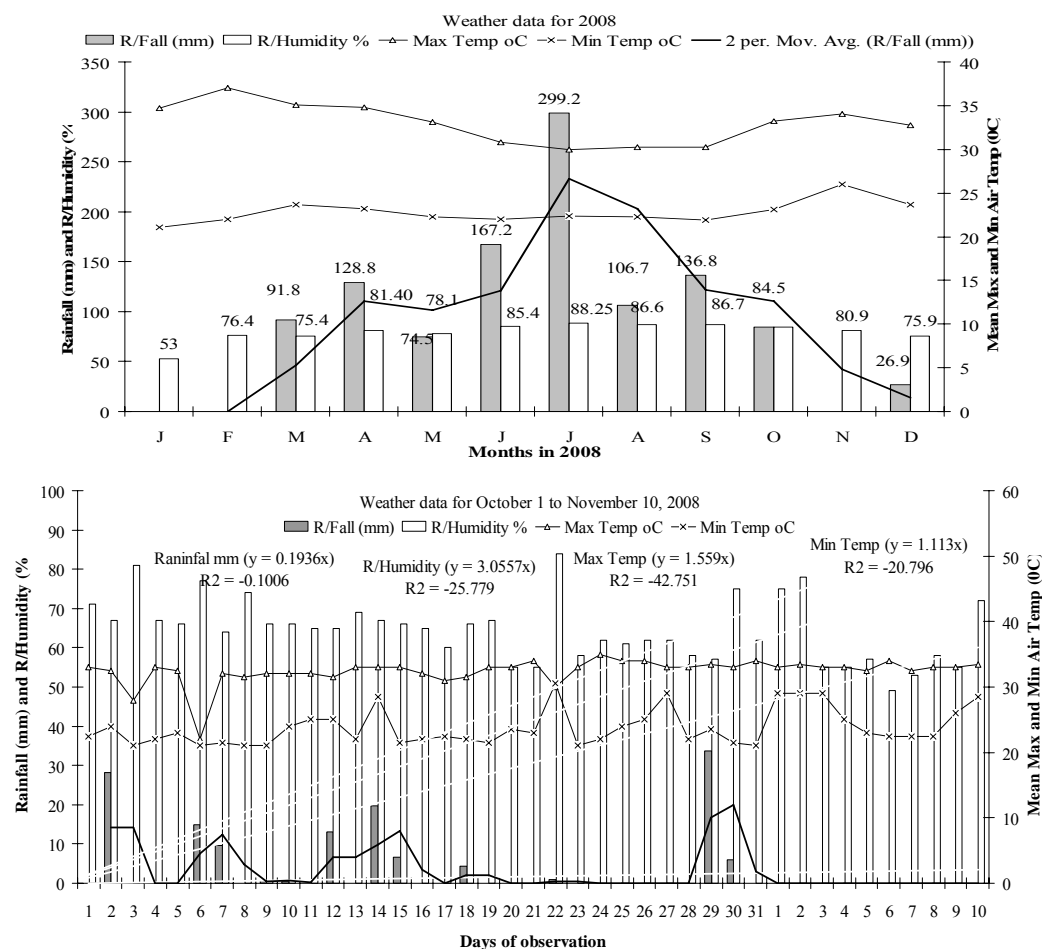 Weather data for 2008
R/Fall (mm) R/Humidity % Max Temp oC Min Temp oC 2 per. Mov. Avg. (R/Fall (mm))
Rainfall (mm) and R/Humidity (%
350
300
250
200
150
100
50
0
53
76.4
91.8
75.4
128.8
81.40
74.5
78.1
167.2
85.4
299.2
88.25
106.7
86.6
136.8
86.7
84.5
80.9
26.9
75.9
40
35
30
25
20
15
10
5
0
Mean Max and Min Air Temp (0C)
J F M A M J J A S O N D
Months in 2008
Weather data for October 1 to November 10, 2008
R/Fall (mm) R/Humidity % Max Temp oC Min Temp oC
Raninfal mm (y = 0.1936x)
R2 = -0.1006
R/Humidity (y = 3.0557x)
R2 = -25.779
Max Temp (y = 1.559x)
R2 = -42.751
Min Temp (y = 1.113x)
R2 = -20.796
Rainfall (mm) and R/Humidity (%
100
90
80
70
60
50
40
30
20
10
0
60
50
40
30
20
10
0
Mean Max and Min Air Temp (0C)
1 2 3 4 5 6 7 8 9 10 11 12 13 14 15 16 17 18 19 20 21 22 23 24 25 26 27 28 29 30 31 1 2 3 4 5 6 7 8 9 10
Days of observation